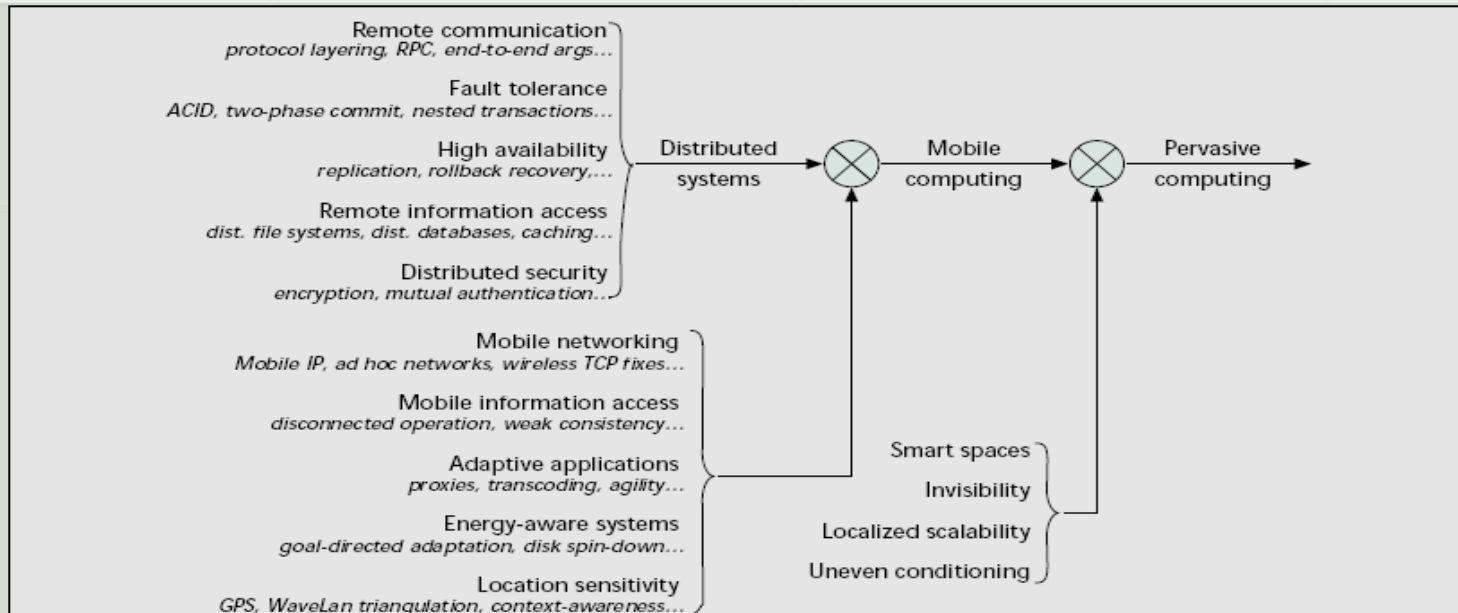 Remote communication
protocol layering, RPC, end-to-end args...
Fault tolerance
ACID, two-phase commit, nested transactions...
High availability
replication, rollback recovery,...
Remote information access
dist. file systems, dist. databases, caching...
Distributed security
encryption, mutual authentication...
Distributed
systems
Mobile
computing
Pervasive
computing
Mobile networking
Mobile IP, ad hoc networks, wireless TCP fixes...
Mobile information access
disconnected operation, weak consistency...
Adaptive applications
proxies, transcoding, agility...
Energy-aware systems
goal-directed adaptation, disk spin-down...
Location sensitivity
GPS, WaveLan triangulation, context-awareness...
Smart spaces
Invisibility
Localized scalability
Uneven conditioning